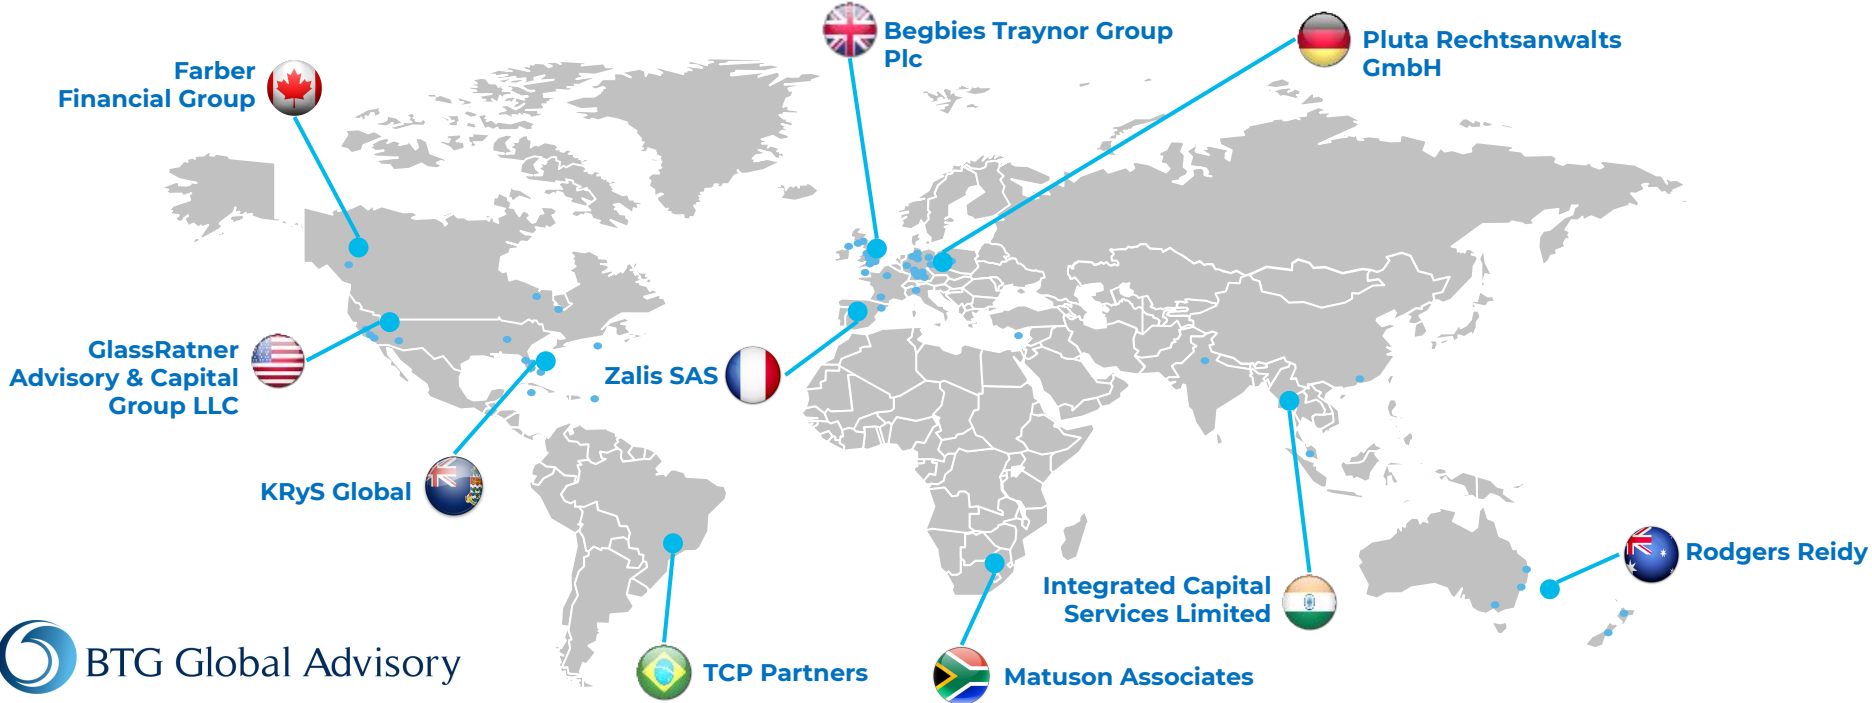 Begbies Traynor Group
Plc
Pluta Rechtsanwalts
GmbH
Farber
Financial Group
GlassRatner
Advisory & Capital
Group LLC
Zalis SAS
KRyS Global
Rodgers Reidy
Integrated Capital
Services Limited
TCP Partners
Matuson Associates
BTG Global Advisory